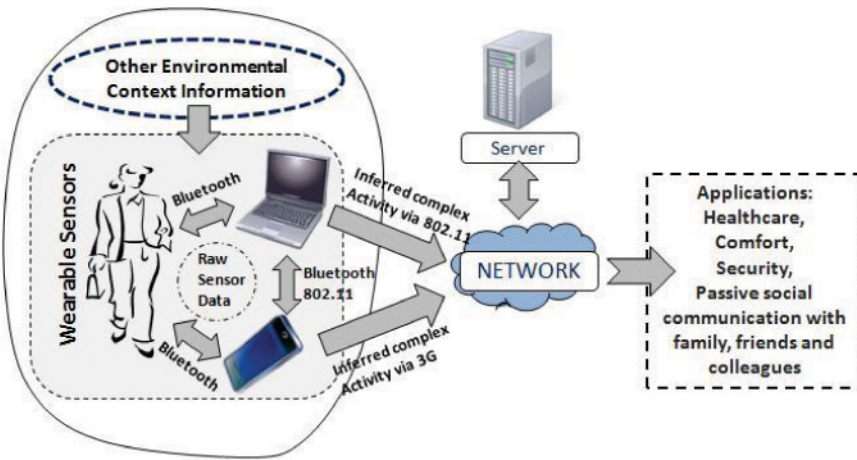 Other Environmental
Context Information
Wearable Sensors
Bluetooth
Raw
Sensor
Data
Bluetooth
Bluetooth
802.11
Inferred complex
Activity via 802.11
Inferred complex
Activity via 3G
Server
NETWORK
Applications:
Healthcare,
Comfort,
Security,
Passive social
communication with
family, friends and
colleagues